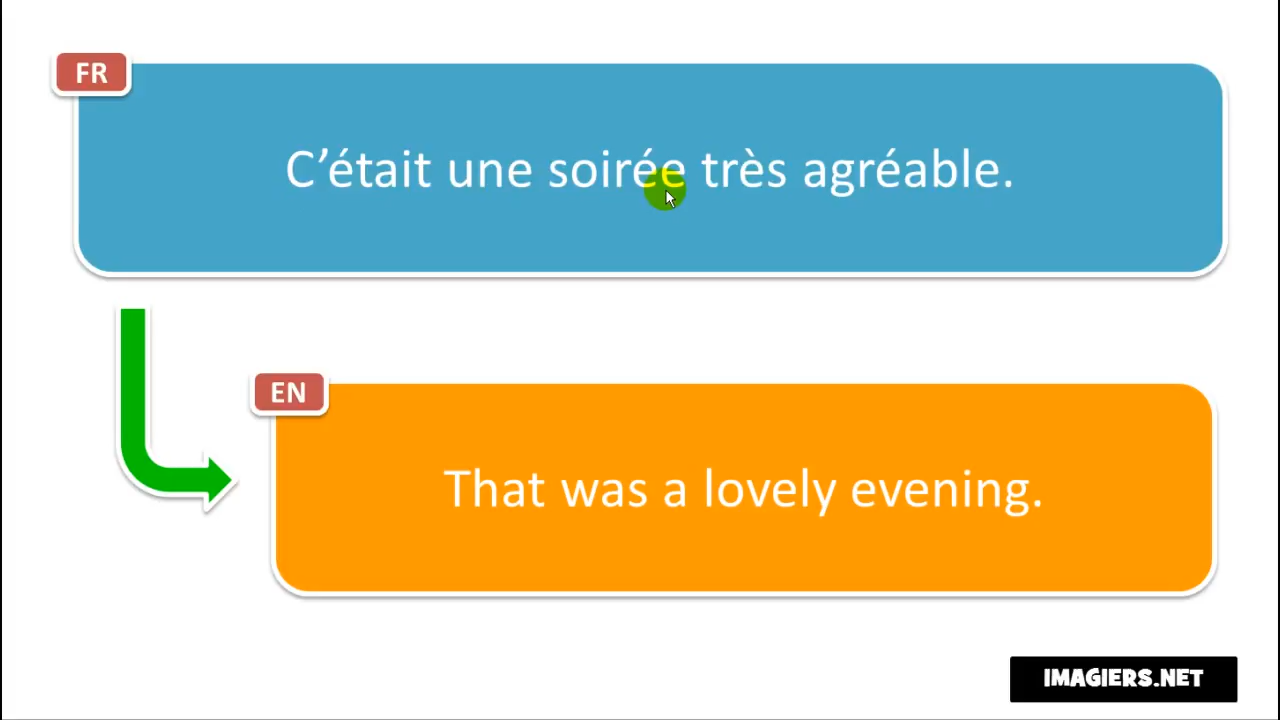 FR
C’était une soirée très agréable.
EN
That was a lovely evening.
IMAGIERS.NET